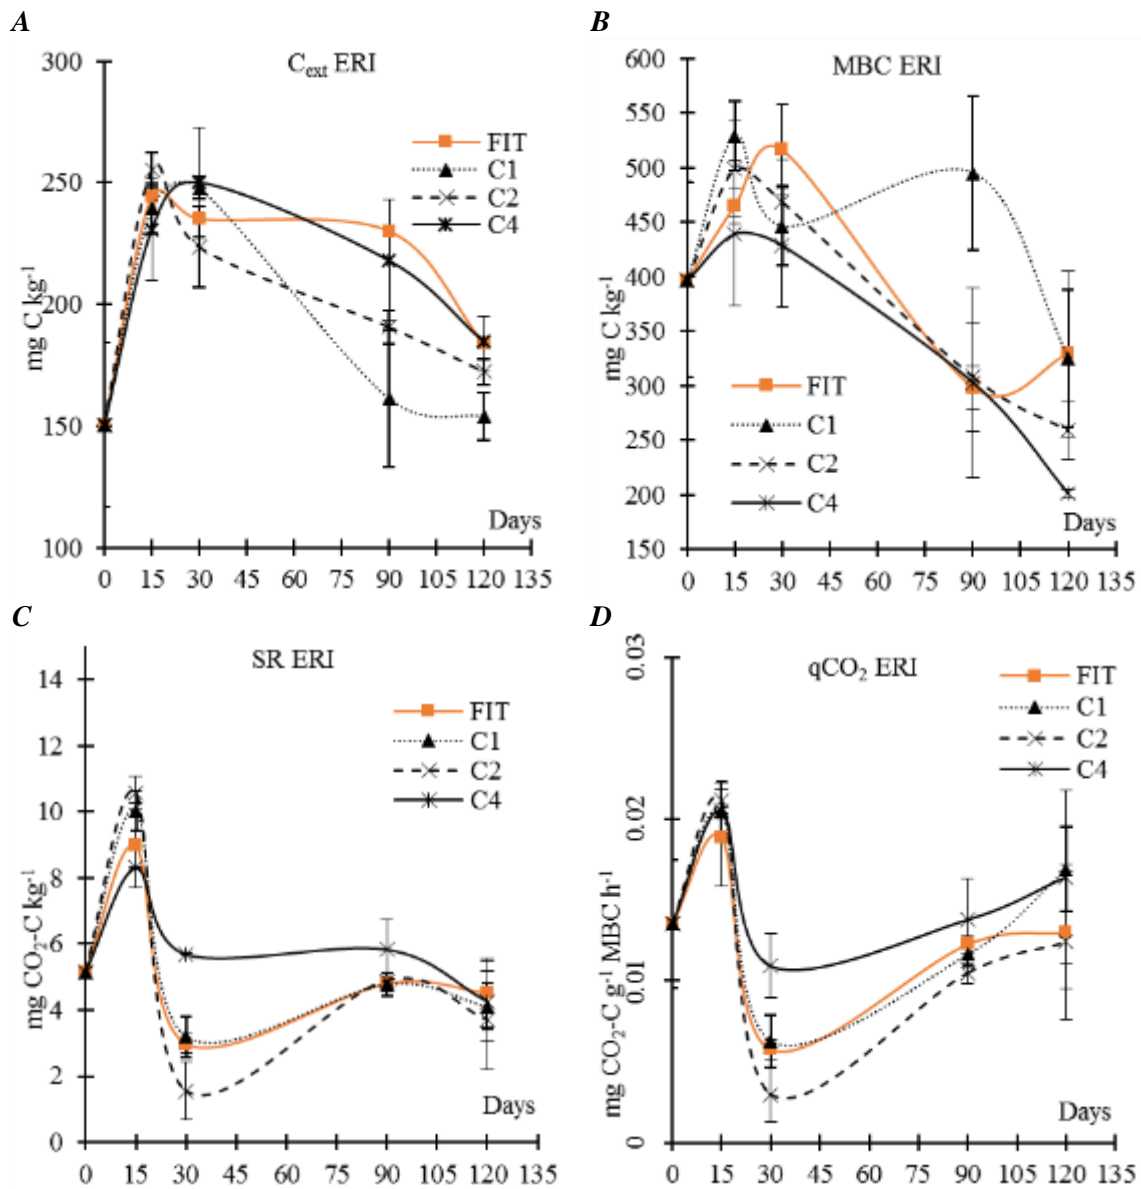 A
C_ext ERI
mg C kg⁻¹
300
250
200
150
100
FIT
C1
C2
C4
Days
0 15 30 45 60 75 90 105 120 135
B
MBC ERI
mg C kg⁻¹
600
550
500
450
400
350
300
250
200
150
FIT
C1
C2
C4
Days
0 15 30 45 60 75 90 105 120 135
C
SR ERI
mg CO₂-C kg⁻¹
14
12
10
8
6
4
2
0
FIT
C1
C2
C4
Days
0 15 30 45 60 75 90 105 120 135
D
qCO₂ ERI
mg CO₂-C g⁻¹ MBC h⁻¹
0.03
0.02
0.01
0
FIT
C1
C2
C4
Days
0 15 30 45 60 75 90 105 120 135